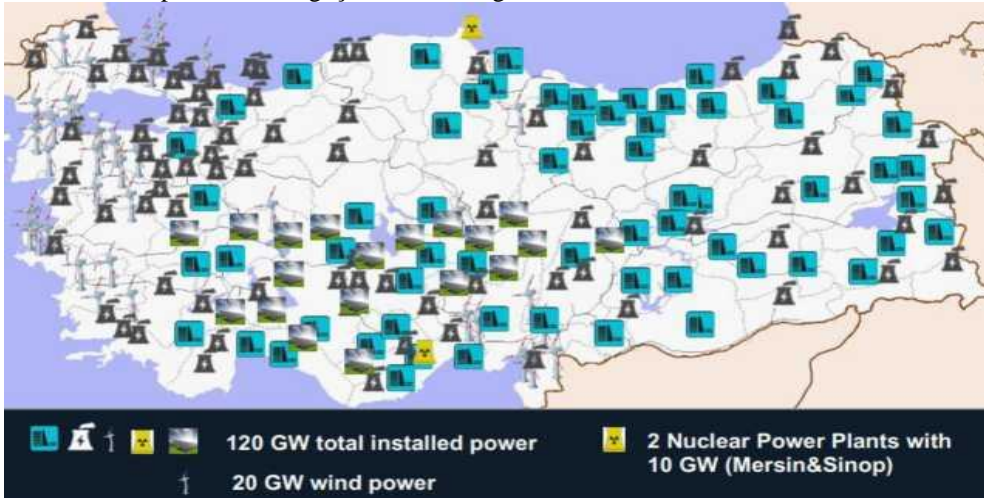 120 GW total installed power
20 GW wind power
2 Nuclear Power Plants with
10 GW (Mersin&Sinop)